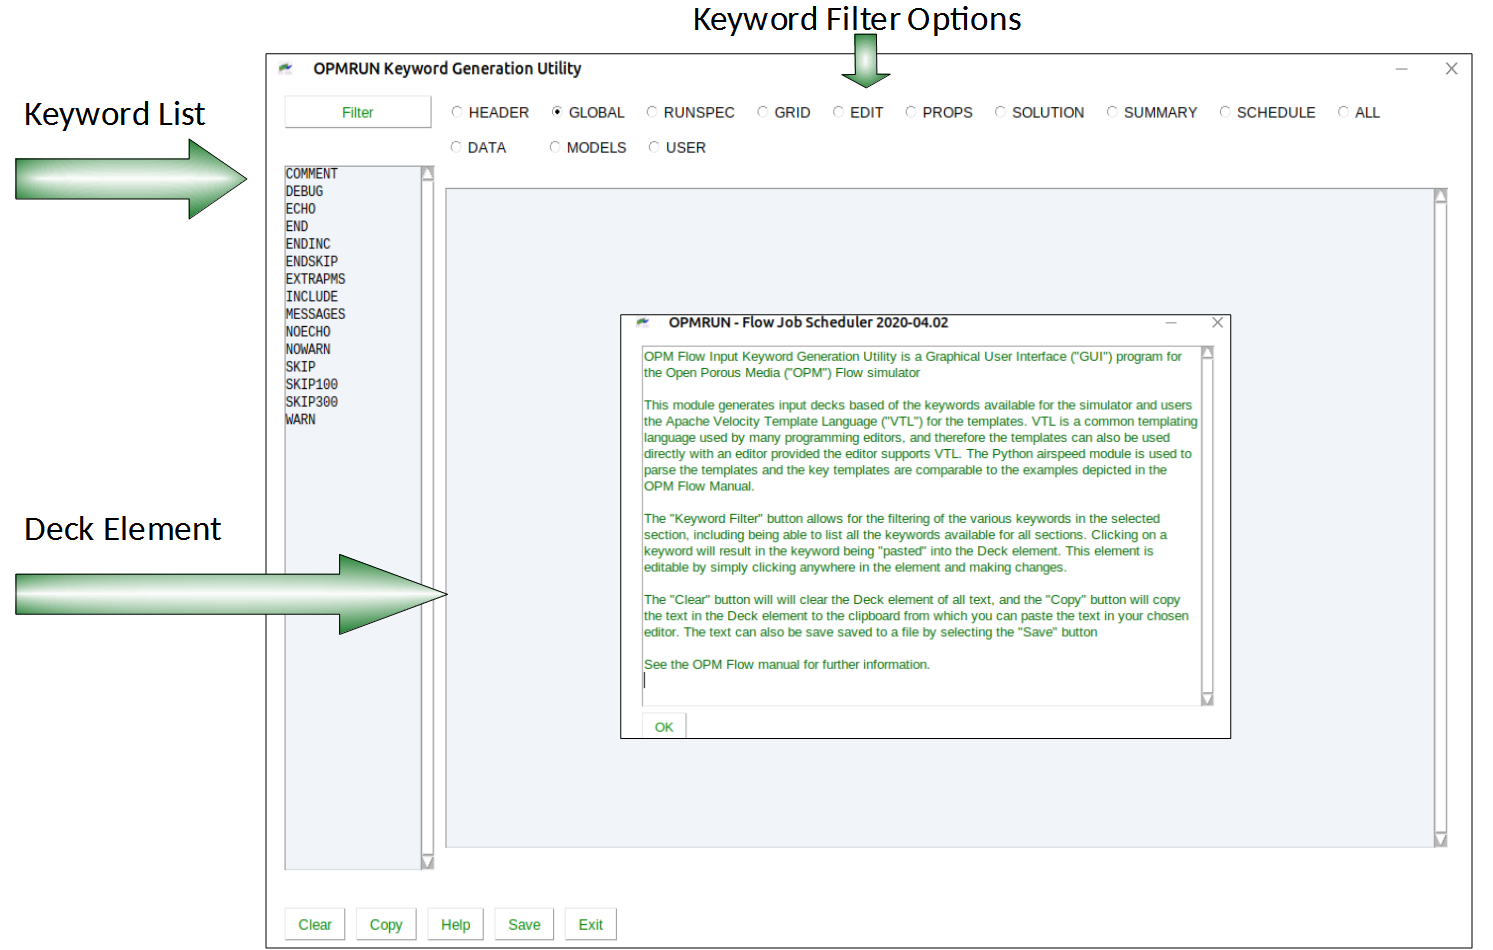 Keyword Filter Options
OPMRUN Keyword Generation Utility
Keyword List
Filter
HEADER GLOBAL RUNSPEC GRID EDIT PROPS SOLUTION SUMMARY SCHEDULE ALL
DATA MODELS USER
COMMENT
DEBUG
ECHO
END
ENDINC
ENDSKIP
EXTRAPMS
INCLUDE
MESSAGES
NOECHO
NOWARN
SKIP
SKIP100
SKIP300
WARN
OPMRUN - Flow Job Scheduler 2020-04.02
OPM Flow Input Keyword Generation Utility is a Graphical User Interface ("GUI") program for
the Open Porous Media ("OPM") Flow simulator
This module generates input decks based of the keywords available for the simulator and users
the Apache Velocity Template Language ("VTL") for the templates. VTL is a common templating
language used by many programming editors, and therefore the templates can also be used
directly with an editor provided the editor supports VTL. The Python airspeed module is used to
parse the templates and the key templates are comparable to the examples depicted in the
OPM Flow Manual.
The "Keyword Filter" button allows for the filtering of the various keywords in the selected
section, including being able to list all the keywords available for all sections. Clicking on a
keyword will result in the keyword being "pasted" into the Deck element. This element is
editable by simply clicking anywhere in the element and making changes.
The "Clear" button will will clear the Deck element of all text, and the "Copy" button will copy
the text in the Deck element to the clipboard from which you can paste the text in your chosen
editor. The text can also be save saved to a file by selecting the "Save" button
See the OPM Flow manual for further information.
OK
Deck Element
Clear Copy Help Save Exit